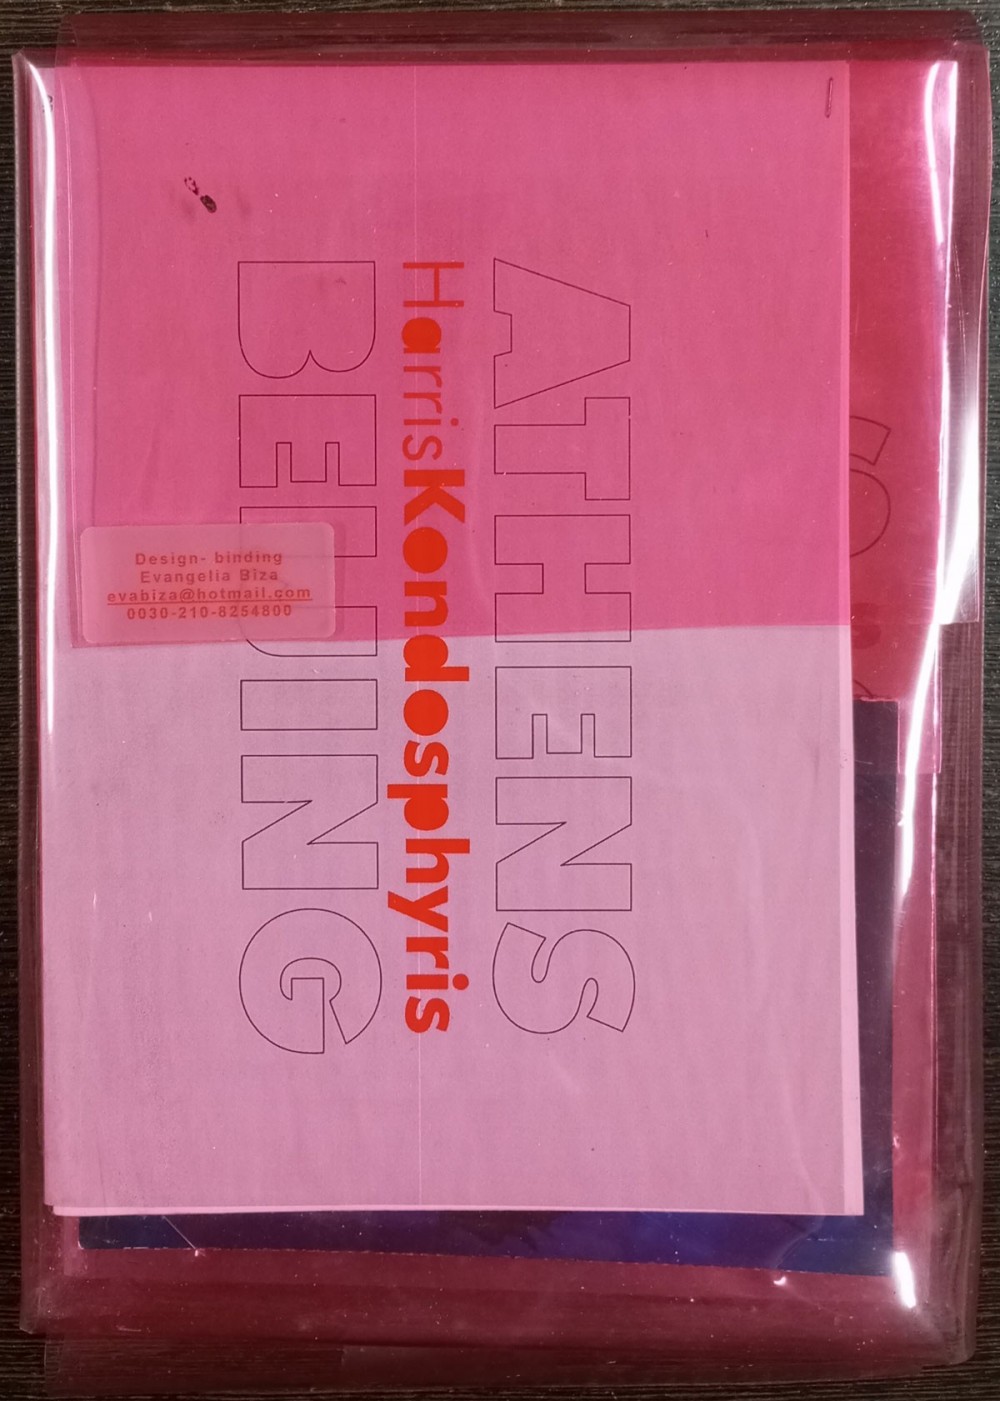 ATHENS
HarrisKondosphyris
BEIJING
Design- binding
Evangelia Biza
evabiza@hotmail.com
0030-210-8254800